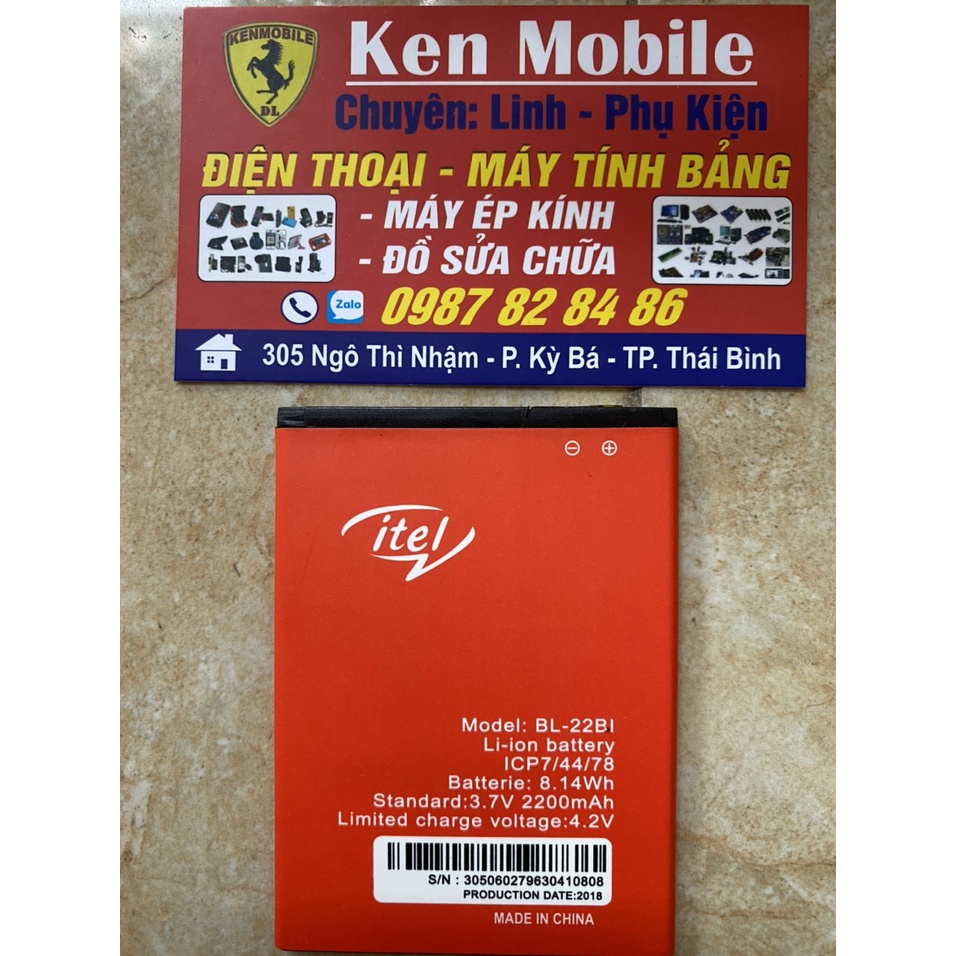 KENMOBILE
DL
Ken Mobile
Chuyên: Linh - Phụ Kiện
ĐIỆN THOẠI - MÁY TÍNH BẢNG
- MÁY ÉP KÍNH
- ĐỒ SỬA CHỮA
Zalo
0987 82 84 86
305 Ngô Thì Nhậm - P. Kỳ Bá - TP. Thái Bình
itel
Model: BL-22BI
Li-ion battery
ICP7/44/78
Batterie: 8.14Wh
Standard:3.7V 2200mAh
Limited charge voltage:4.2V
S/N : 305060279630410808
PRODUCTION DATE:2018
MADE IN CHINA